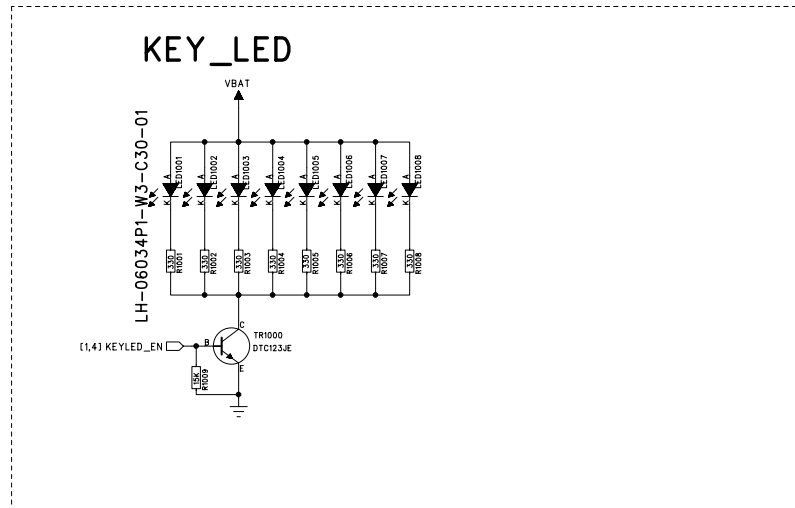 KEY_LED
VBAT
LH-06034P1-W3-C30-01
A K LED1001
A K LED1002
A K LED1003
A K LED1004
A K LED1005
A K LED1006
A K LED1007
A K LED1008
330 R1001
330 R1002
330 R1003
330 R1004
330 R1005
330 R1006
330 R1007
330 R1008
C
TR1000
[1,4] KEYLED_EN
B
DTC123JE
E
15K R1009